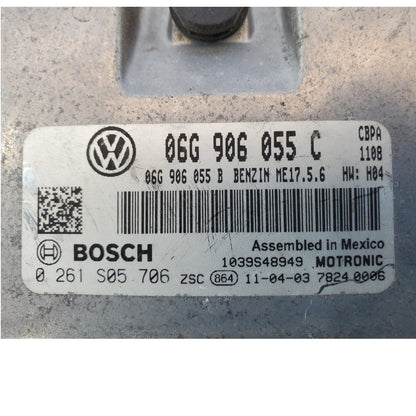 06G 906 055 C CBPA
1108
06G 906 055 B BENZIN ME17.5.6 HW: H04
Assembled in Mexico
BOSCH 1039S48949 MOTRONIC
0 261 S05 706 ZSC 864 11-04-03 7824 0006